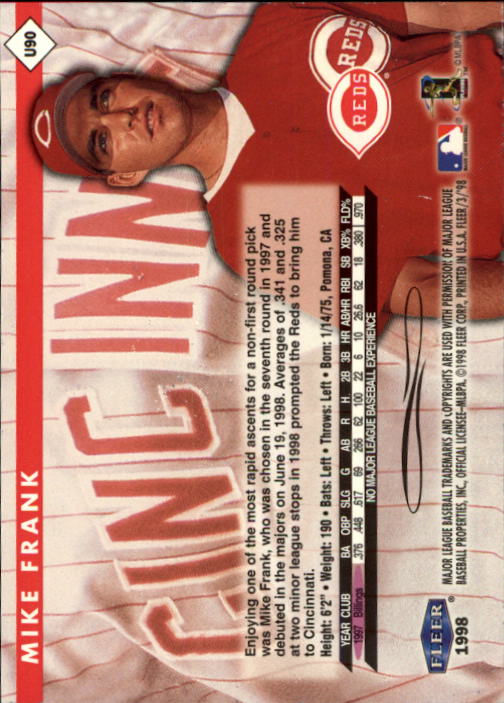 U90
MIKE FRANK
CINCINN
REDS
REDS
Enjoying one of the most rapid ascents for a non-first round pick
was Mike Frank, who was chosen in the seventh round in 1997 and
debuted in the majors on June 19, 1998. Averages of .341 and .325
at two minor league stops in 1998 prompted the Reds to bring him
to Cincinnati.
Height: 6'2" • Weight: 190 • Bats: Left • Throws: Left • Born: 1/14/75, Pomona, CA
YEAR CLUB BA OBP SLG G AB R H 2B 3B HR AB/HR RBI SB XB% FLD%
1997 Billings .376 .448 .617 69 266 62 100 22 6 10 26.6 62 18 .380 .970
NO MAJOR LEAGUE BASEBALL EXPERIENCE
FLEER
1998
MAJOR LEAGUE BASEBALL TRADEMARKS AND COPYRIGHTS ARE USED WITH PERMISSION OF MAJOR LEAGUE
BASEBALL PROPERTIES, INC., OFFICIAL LICENSEE-MLBPA. ©1998 FLEER CORP., PRINTED IN U.S.A. FLEER/3/'98
©MLBPA